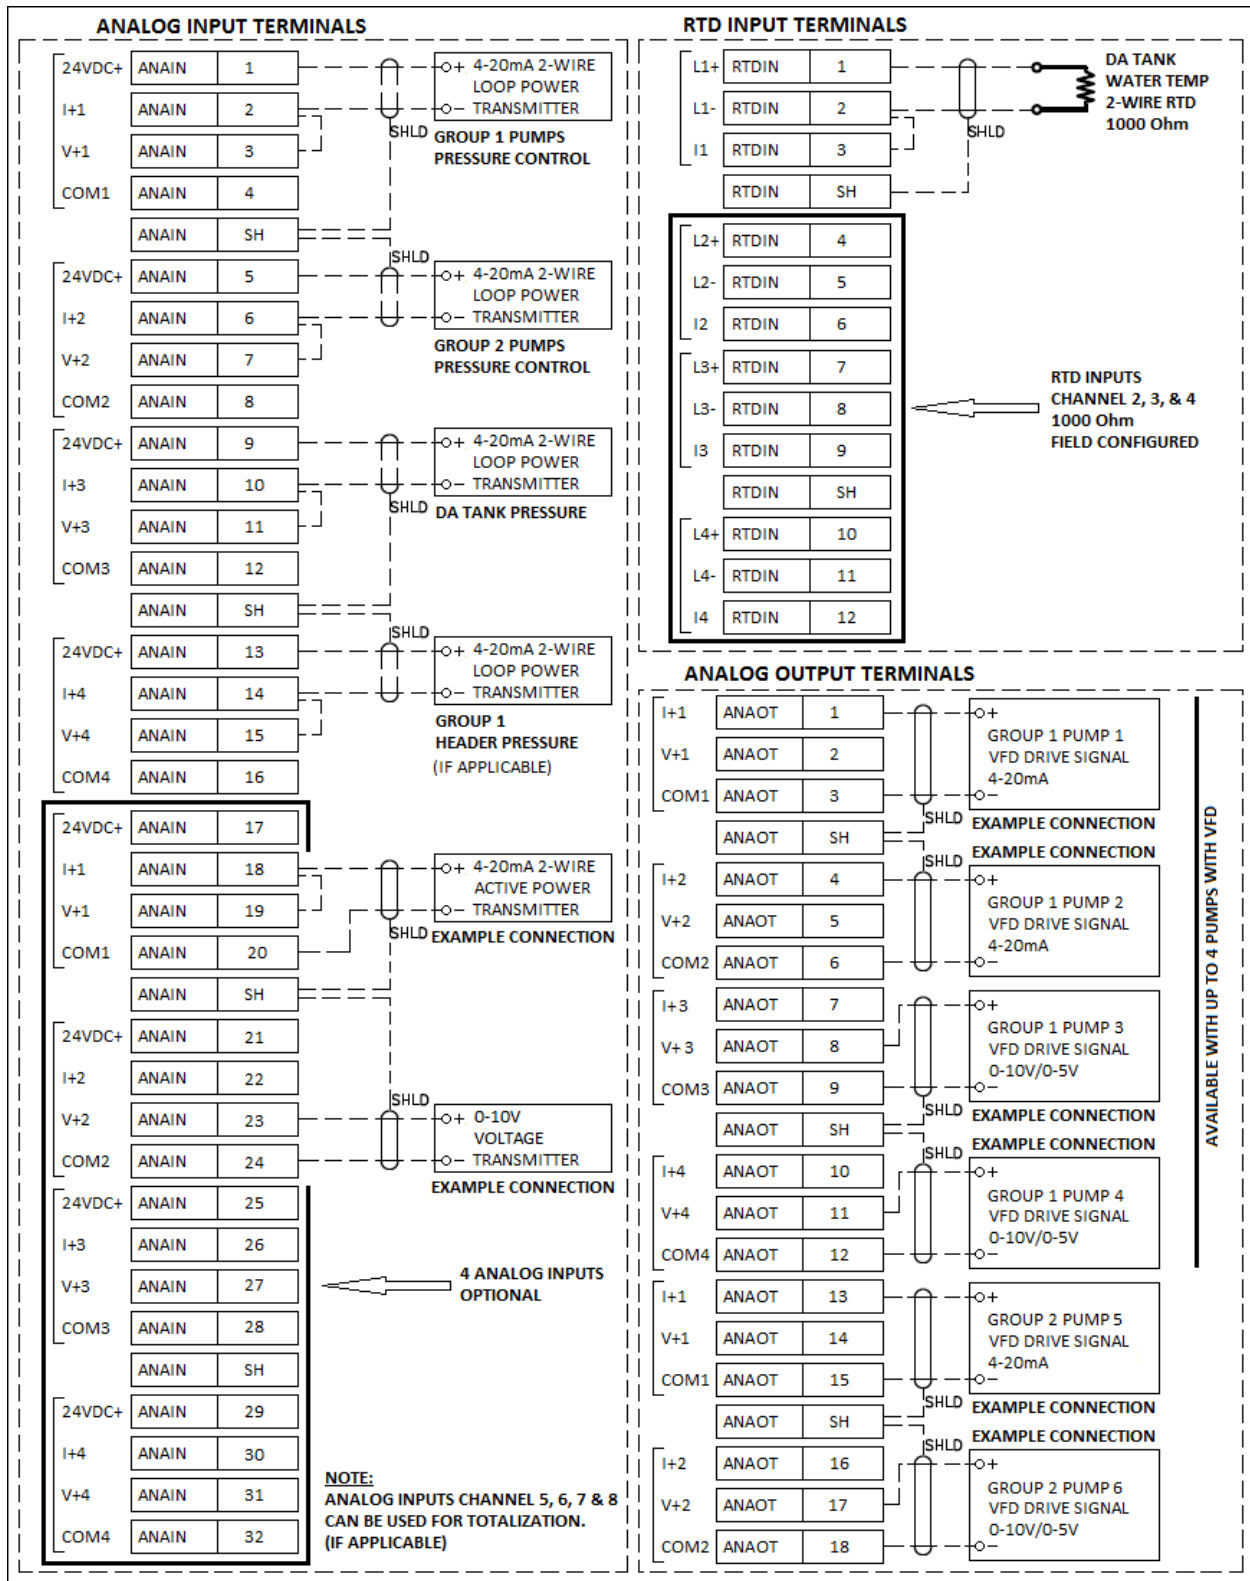 ANALOG INPUT TERMINALS
24VDC+ ANAIN 1
I+1 ANAIN 2
V+1 ANAIN 3
COM1 ANAIN 4
ANAIN SH
4-20mA 2-WIRE
LOOP POWER
TRANSMITTER
SHLD
GROUP 1 PUMPS
PRESSURE CONTROL
24VDC+ ANAIN 5
I+2 ANAIN 6
V+2 ANAIN 7
COM2 ANAIN 8
SHLD
4-20mA 2-WIRE
LOOP POWER
TRANSMITTER
GROUP 2 PUMPS
PRESSURE CONTROL
24VDC+ ANAIN 9
I+3 ANAIN 10
V+3 ANAIN 11
COM3 ANAIN 12
ANAIN SH
4-20mA 2-WIRE
LOOP POWER
TRANSMITTER
SHLD
DA TANK PRESSURE
24VDC+ ANAIN 13
I+4 ANAIN 14
V+4 ANAIN 15
COM4 ANAIN 16
SHLD
4-20mA 2-WIRE
LOOP POWER
TRANSMITTER
GROUP 1
HEADER PRESSURE
(IF APPLICABLE)
24VDC+ ANAIN 17
I+1 ANAIN 18
V+1 ANAIN 19
COM1 ANAIN 20
ANAIN SH
4-20mA 2-WIRE
ACTIVE POWER
TRANSMITTER
SHLD
EXAMPLE CONNECTION
24VDC+ ANAIN 21
I+2 ANAIN 22
V+2 ANAIN 23
COM2 ANAIN 24
SHLD
0-10V
VOLTAGE
TRANSMITTER
EXAMPLE CONNECTION
24VDC+ ANAIN 25
I+3 ANAIN 26
V+3 ANAIN 27
COM3 ANAIN 28
ANAIN SH
4 ANALOG INPUTS
OPTIONAL
24VDC+ ANAIN 29
I+4 ANAIN 30
V+4 ANAIN 31
COM4 ANAIN 32
NOTE:
ANALOG INPUTS CHANNEL 5, 6, 7 & 8
CAN BE USED FOR TOTALIZATION.
(IF APPLICABLE)
RTD INPUT TERMINALS
L1+ RTDIN 1
L1- RTDIN 2
I1 RTDIN 3
RTDIN SH
SHLD
DA TANK
WATER TEMP
2-WIRE RTD
1000 Ohm
L2+ RTDIN 4
L2- RTDIN 5
I2 RTDIN 6
L3+ RTDIN 7
L3- RTDIN 8
I3 RTDIN 9
RTDIN SH
L4+ RTDIN 10
L4- RTDIN 11
I4 RTDIN 12
RTD INPUTS
CHANNEL 2, 3, & 4
1000 Ohm
FIELD CONFIGURED
ANALOG OUTPUT TERMINALS
I+1 ANAOT 1
V+1 ANAOT 2
COM1 ANAOT 3
ANAOT SH
GROUP 1 PUMP 1
VFD DRIVE SIGNAL
4-20mA
SHLD
EXAMPLE CONNECTION
I+2 ANAOT 4
V+2 ANAOT 5
COM2 ANAOT 6
SHLD
EXAMPLE CONNECTION
GROUP 1 PUMP 2
VFD DRIVE SIGNAL
4-20mA
I+3 ANAOT 7
V+3 ANAOT 8
COM3 ANAOT 9
ANAOT SH
GROUP 1 PUMP 3
VFD DRIVE SIGNAL
0-10V/0-5V
SHLD
EXAMPLE CONNECTION
I+4 ANAOT 10
V+4 ANAOT 11
COM4 ANAOT 12
SHLD
EXAMPLE CONNECTION
GROUP 1 PUMP 4
VFD DRIVE SIGNAL
0-10V/0-5V
AVAILABLE WITH UP TO 4 PUMPS WITH VFD
I+1 ANAOT 13
V+1 ANAOT 14
COM1 ANAOT 15
ANAOT SH
GROUP 2 PUMP 5
VFD DRIVE SIGNAL
4-20mA
SHLD
EXAMPLE CONNECTION
I+2 ANAOT 16
V+2 ANAOT 17
COM2 ANAOT 18
SHLD
EXAMPLE CONNECTION
GROUP 2 PUMP 6
VFD DRIVE SIGNAL
0-10V/0-5V